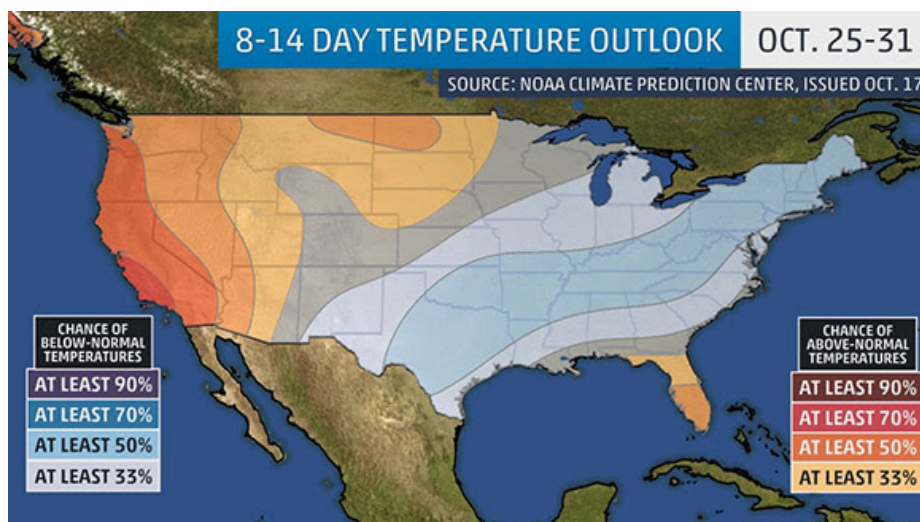 8-14 DAY TEMPERATURE OUTLOOK
OCT. 25-31
SOURCE: NOAA CLIMATE PREDICTION CENTER, ISSUED OCT. 17
CHANCE OF
BELOW-NORMAL
TEMPERATURES
AT LEAST 90%
AT LEAST 70%
AT LEAST 50%
AT LEAST 33%
CHANCE OF
ABOVE-NORMAL
TEMPERATURES
AT LEAST 90%
AT LEAST 70%
AT LEAST 50%
AT LEAST 33%